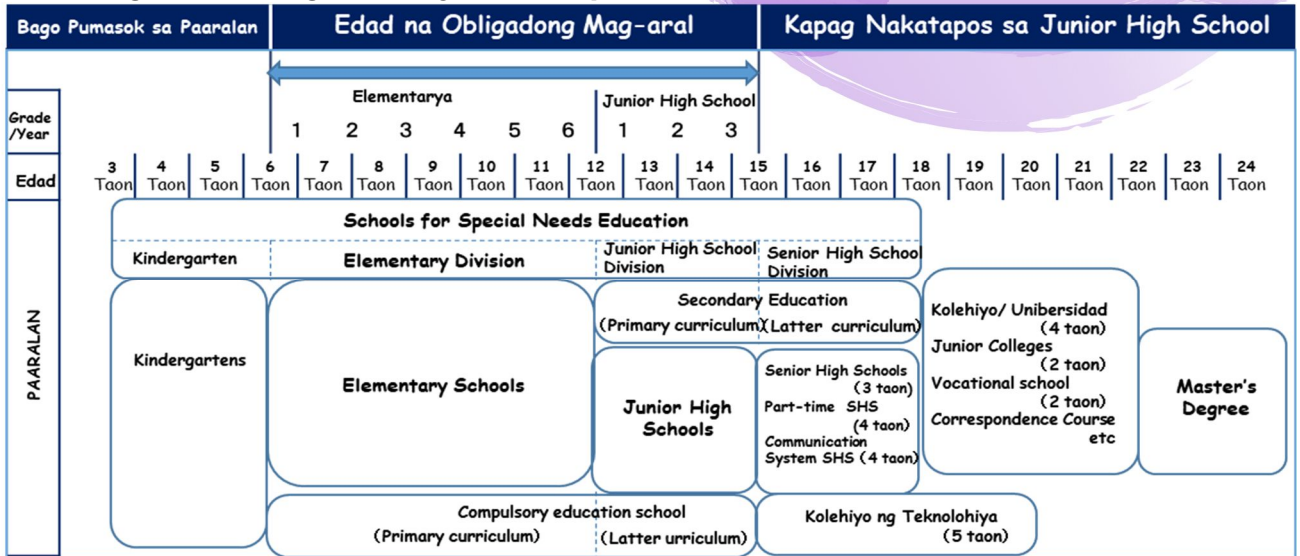 Bago Pumasok sa Paaralan
Edad na Obligadong Mag-aral
Kapag Nakatapos sa Junior High School
Grade
/Year
Elementarya
Junior High School
1 2 3 4 5 6 1 2 3
Edad
3 4 5 6 7 8 9 10 11 12 13 14 15 16 17 18 19 20 21 22 23 24
Taon Taon Taon Taon Taon Taon Taon Taon Taon Taon Taon Taon Taon Taon Taon Taon Taon Taon Taon Taon Taon Taon
PAARALAN
Schools for Special Needs Education
Kindergarten
Elementary Division
Junior High School
Division
Senior High School
Division
Kindergartens
Elementary Schools
Secondary Education
(Primary curriculum)
(Latter curriculum)
Junior High
Schools
Senior High Schools
(3 taon)
Part-time SHS
(4 taon)
Communication
System SHS (4 taon)
Kolehiyo/ Unibersidad
(4 taon)
Junior Colleges
(2 taon)
Vocational school
(2 taon)
Correspondence Course
etc
Master's
Degree
Compulsory education school
(Primary curriculum)
(Latter urriculum)
Kolehiyo ng Teknolohiya
(5 taon)